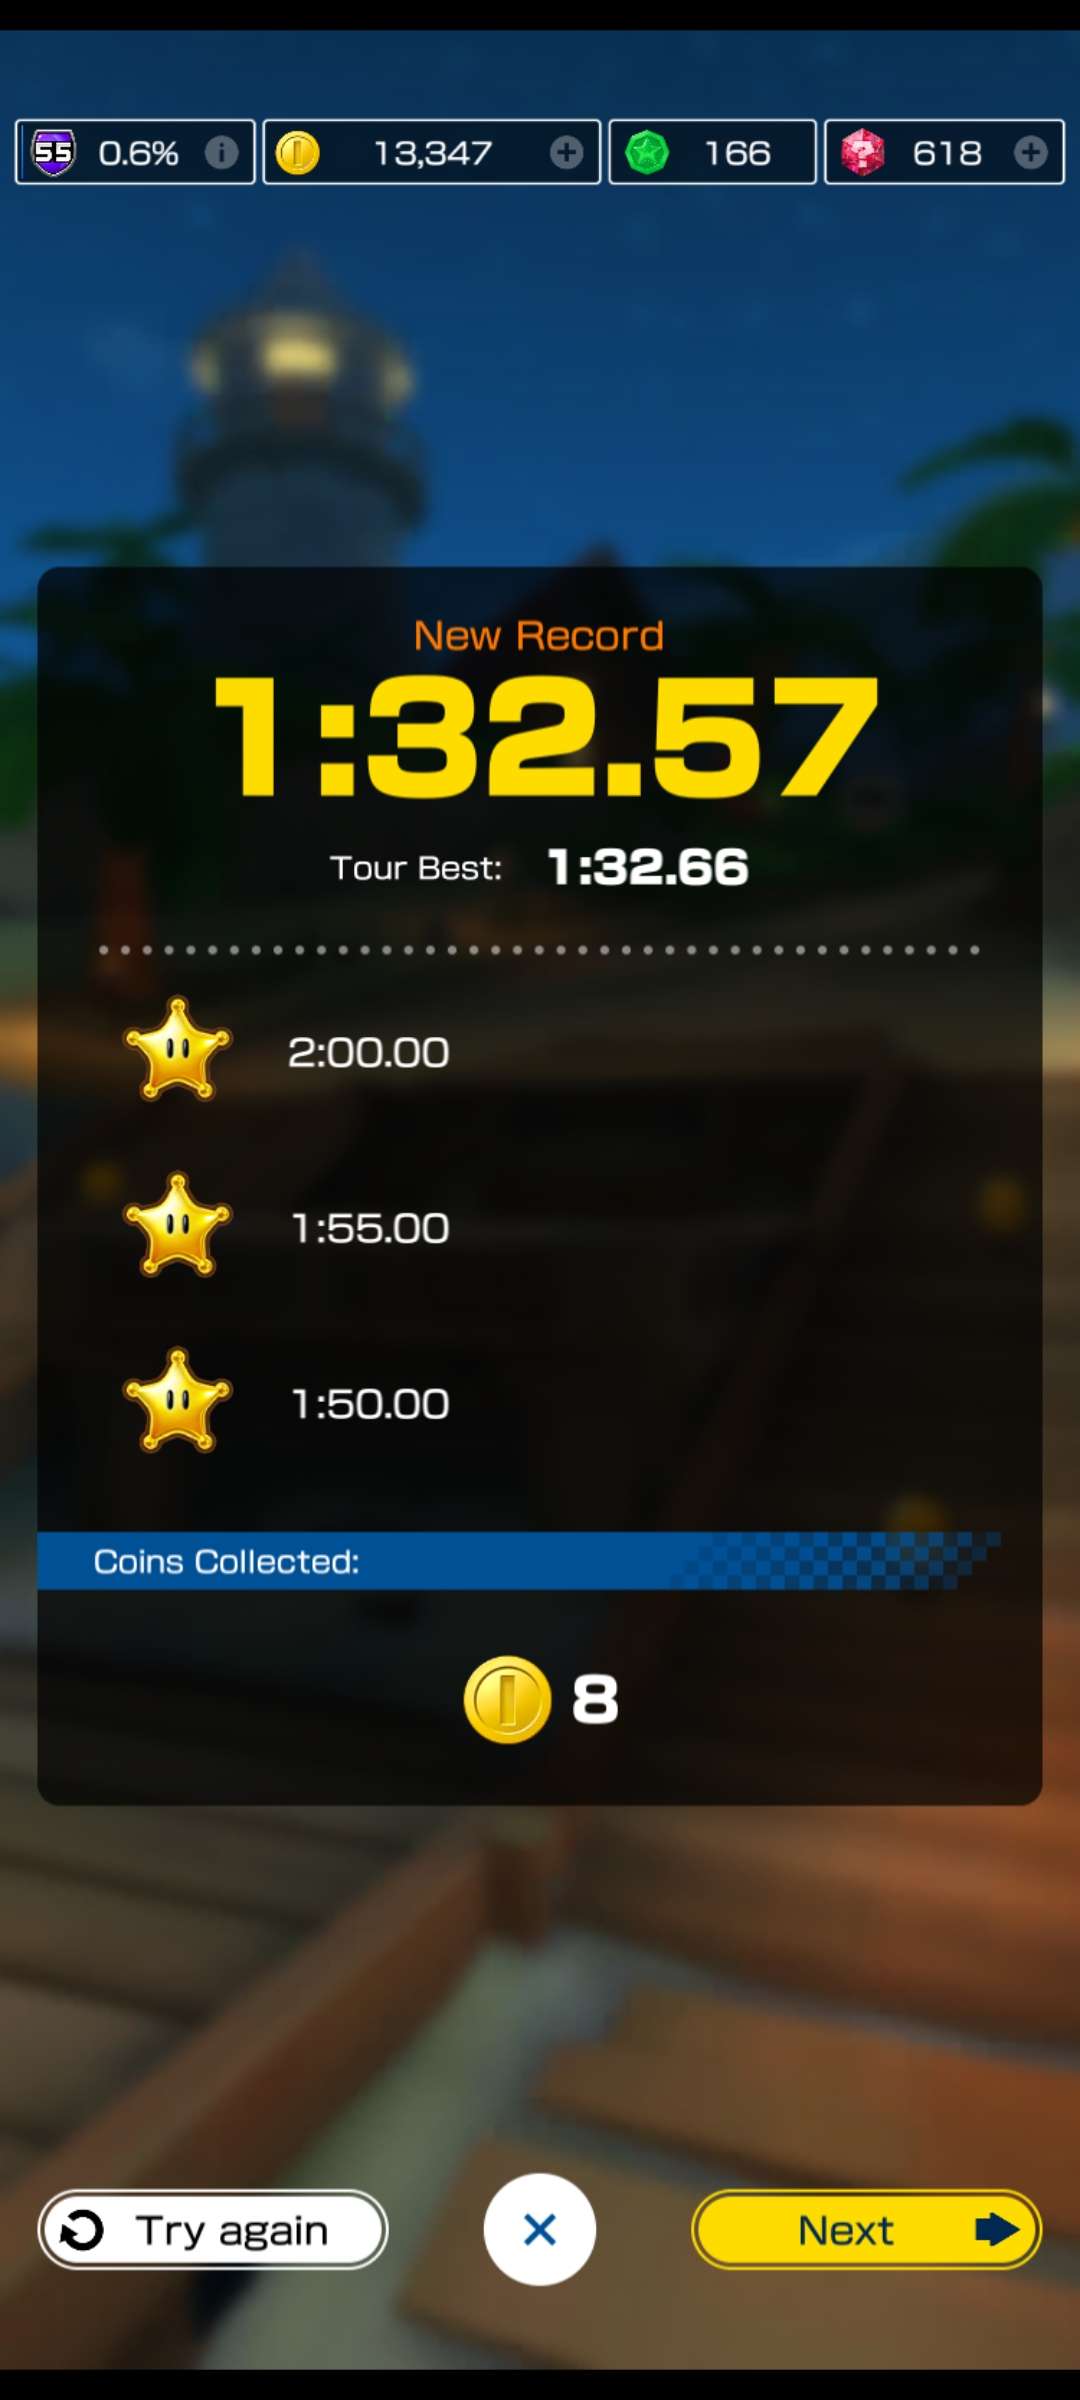 55 0.6% i 13,347 + 166 ? 618 +
New Record
1:32.57
Tour Best: 1:32.66
2:00.00
1:55.00
1:50.00
Coins Collected:
8
Try again × Next